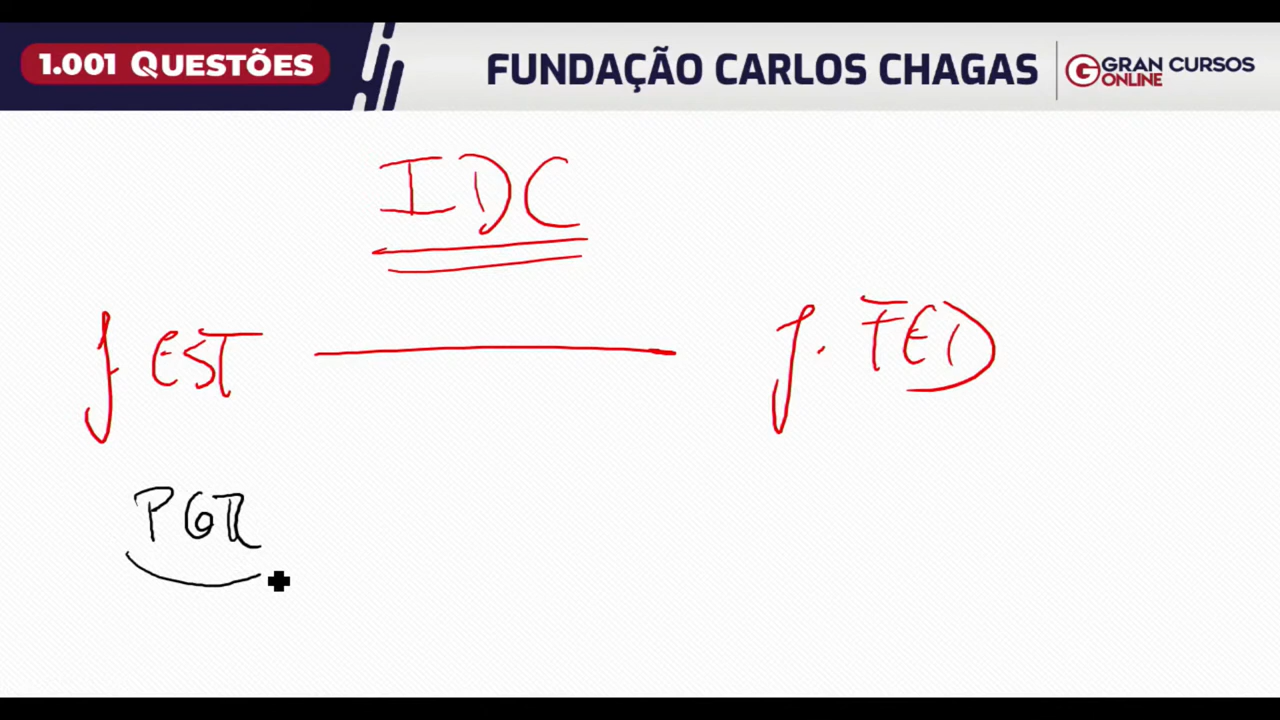 1.001 QUESTÕES
FUNDAÇÃO CARLOS CHAGAS
GRAN CURSOS
ONLINE
IDC
J EST
J. FED
PGR